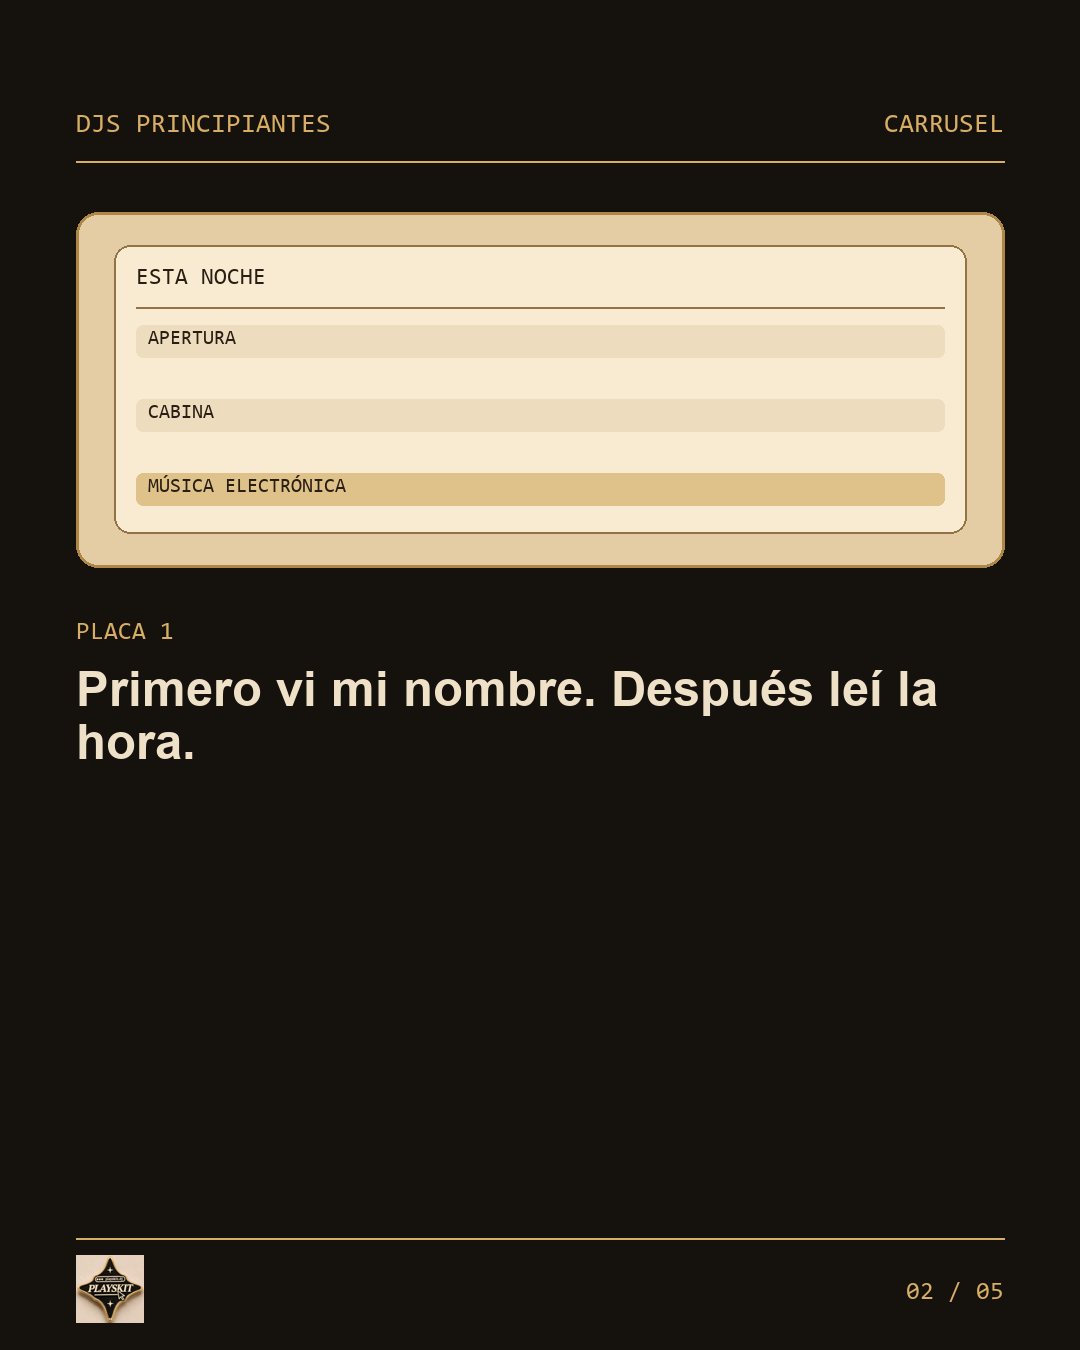 DJS PRINCIPIANTES
CARRUSEL
ESTA NOCHE
APERTURA
CABINA
MÚSICA ELECTRÓNICA
PLACA 1
Primero vi mi nombre. Después leí la
hora.
PLAYSKIT
02 / 05